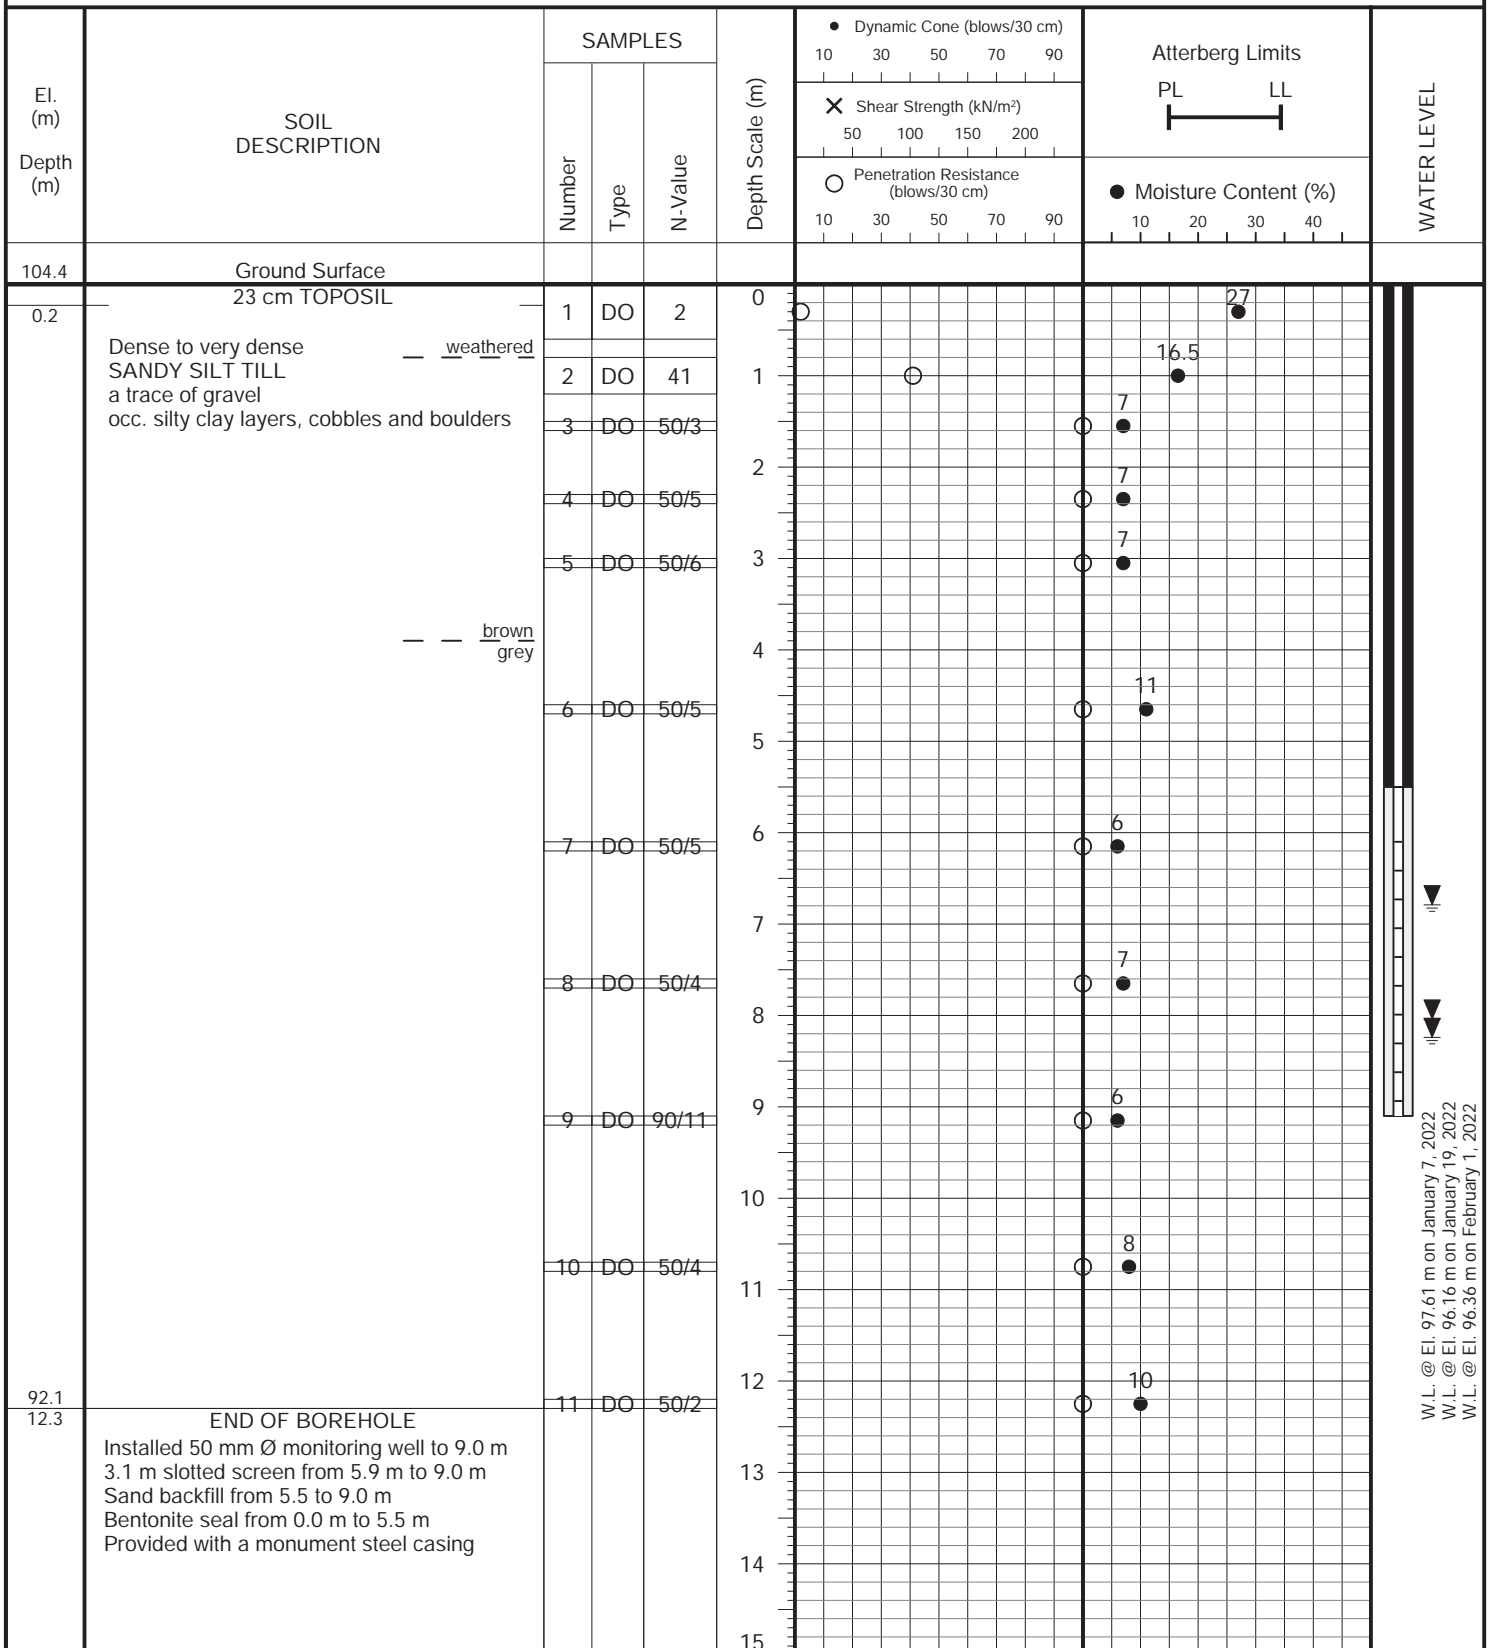 El.
(m)
Depth
(m)
SOIL
DESCRIPTION
SAMPLES
Number
Type
N-Value
Depth Scale (m)
Dynamic Cone (blows/30 cm)
10 30 50 70 90
Shear Strength (kN/m²)
50 100 150 200
Penetration Resistance
(blows/30 cm)
10 30 50 70 90
Atterberg Limits
PL LL
Moisture Content (%)
10 20 30 40
WATER LEVEL
104.4 Ground Surface
23 cm TOPOSIL
0.2
0
1 DO 2 27
Dense to very dense weathered
SANDY SILT TILL
a trace of gravel
occ. silty clay layers, cobbles and boulders
2 DO 41 1 16.5
3 DO 50/3 7
2
4 DO 50/5 7
5 DO 50/6 3 7
brown
grey
4
6 DO 50/5 11
5
6
7 DO 50/5 6
7
8 DO 50/4 7
8
9
9 DO 90/11 6
10
10 DO 50/4 8
11
12
92.1
12.3
11 DO 50/2 10
END OF BOREHOLE
Installed 50 mm Ø monitoring well to 9.0 m
3.1 m slotted screen from 5.9 m to 9.0 m
Sand backfill from 5.5 to 9.0 m
Bentonite seal from 0.0 m to 5.5 m
Provided with a monument steel casing
13
14
15
W.L. @ El. 97.61 m on January 7, 2022
W.L. @ El. 96.16 m on January 19, 2022
W.L. @ El. 96.36 m on February 1, 2022